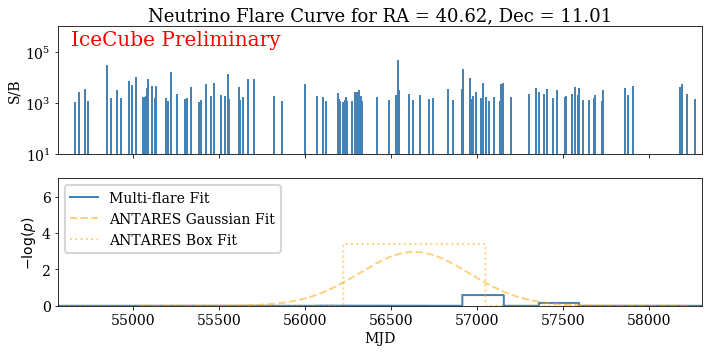 Neutrino Flare Curve for RA = 40.62, Dec = 11.01
IceCube Preliminary
S/B
10^5
10^3
10^1
−log(p)
6
4
2
0
Multi-flare Fit
ANTARES Gaussian Fit
ANTARES Box Fit
55000 55500 56000 56500 57000 57500 58000
MJD